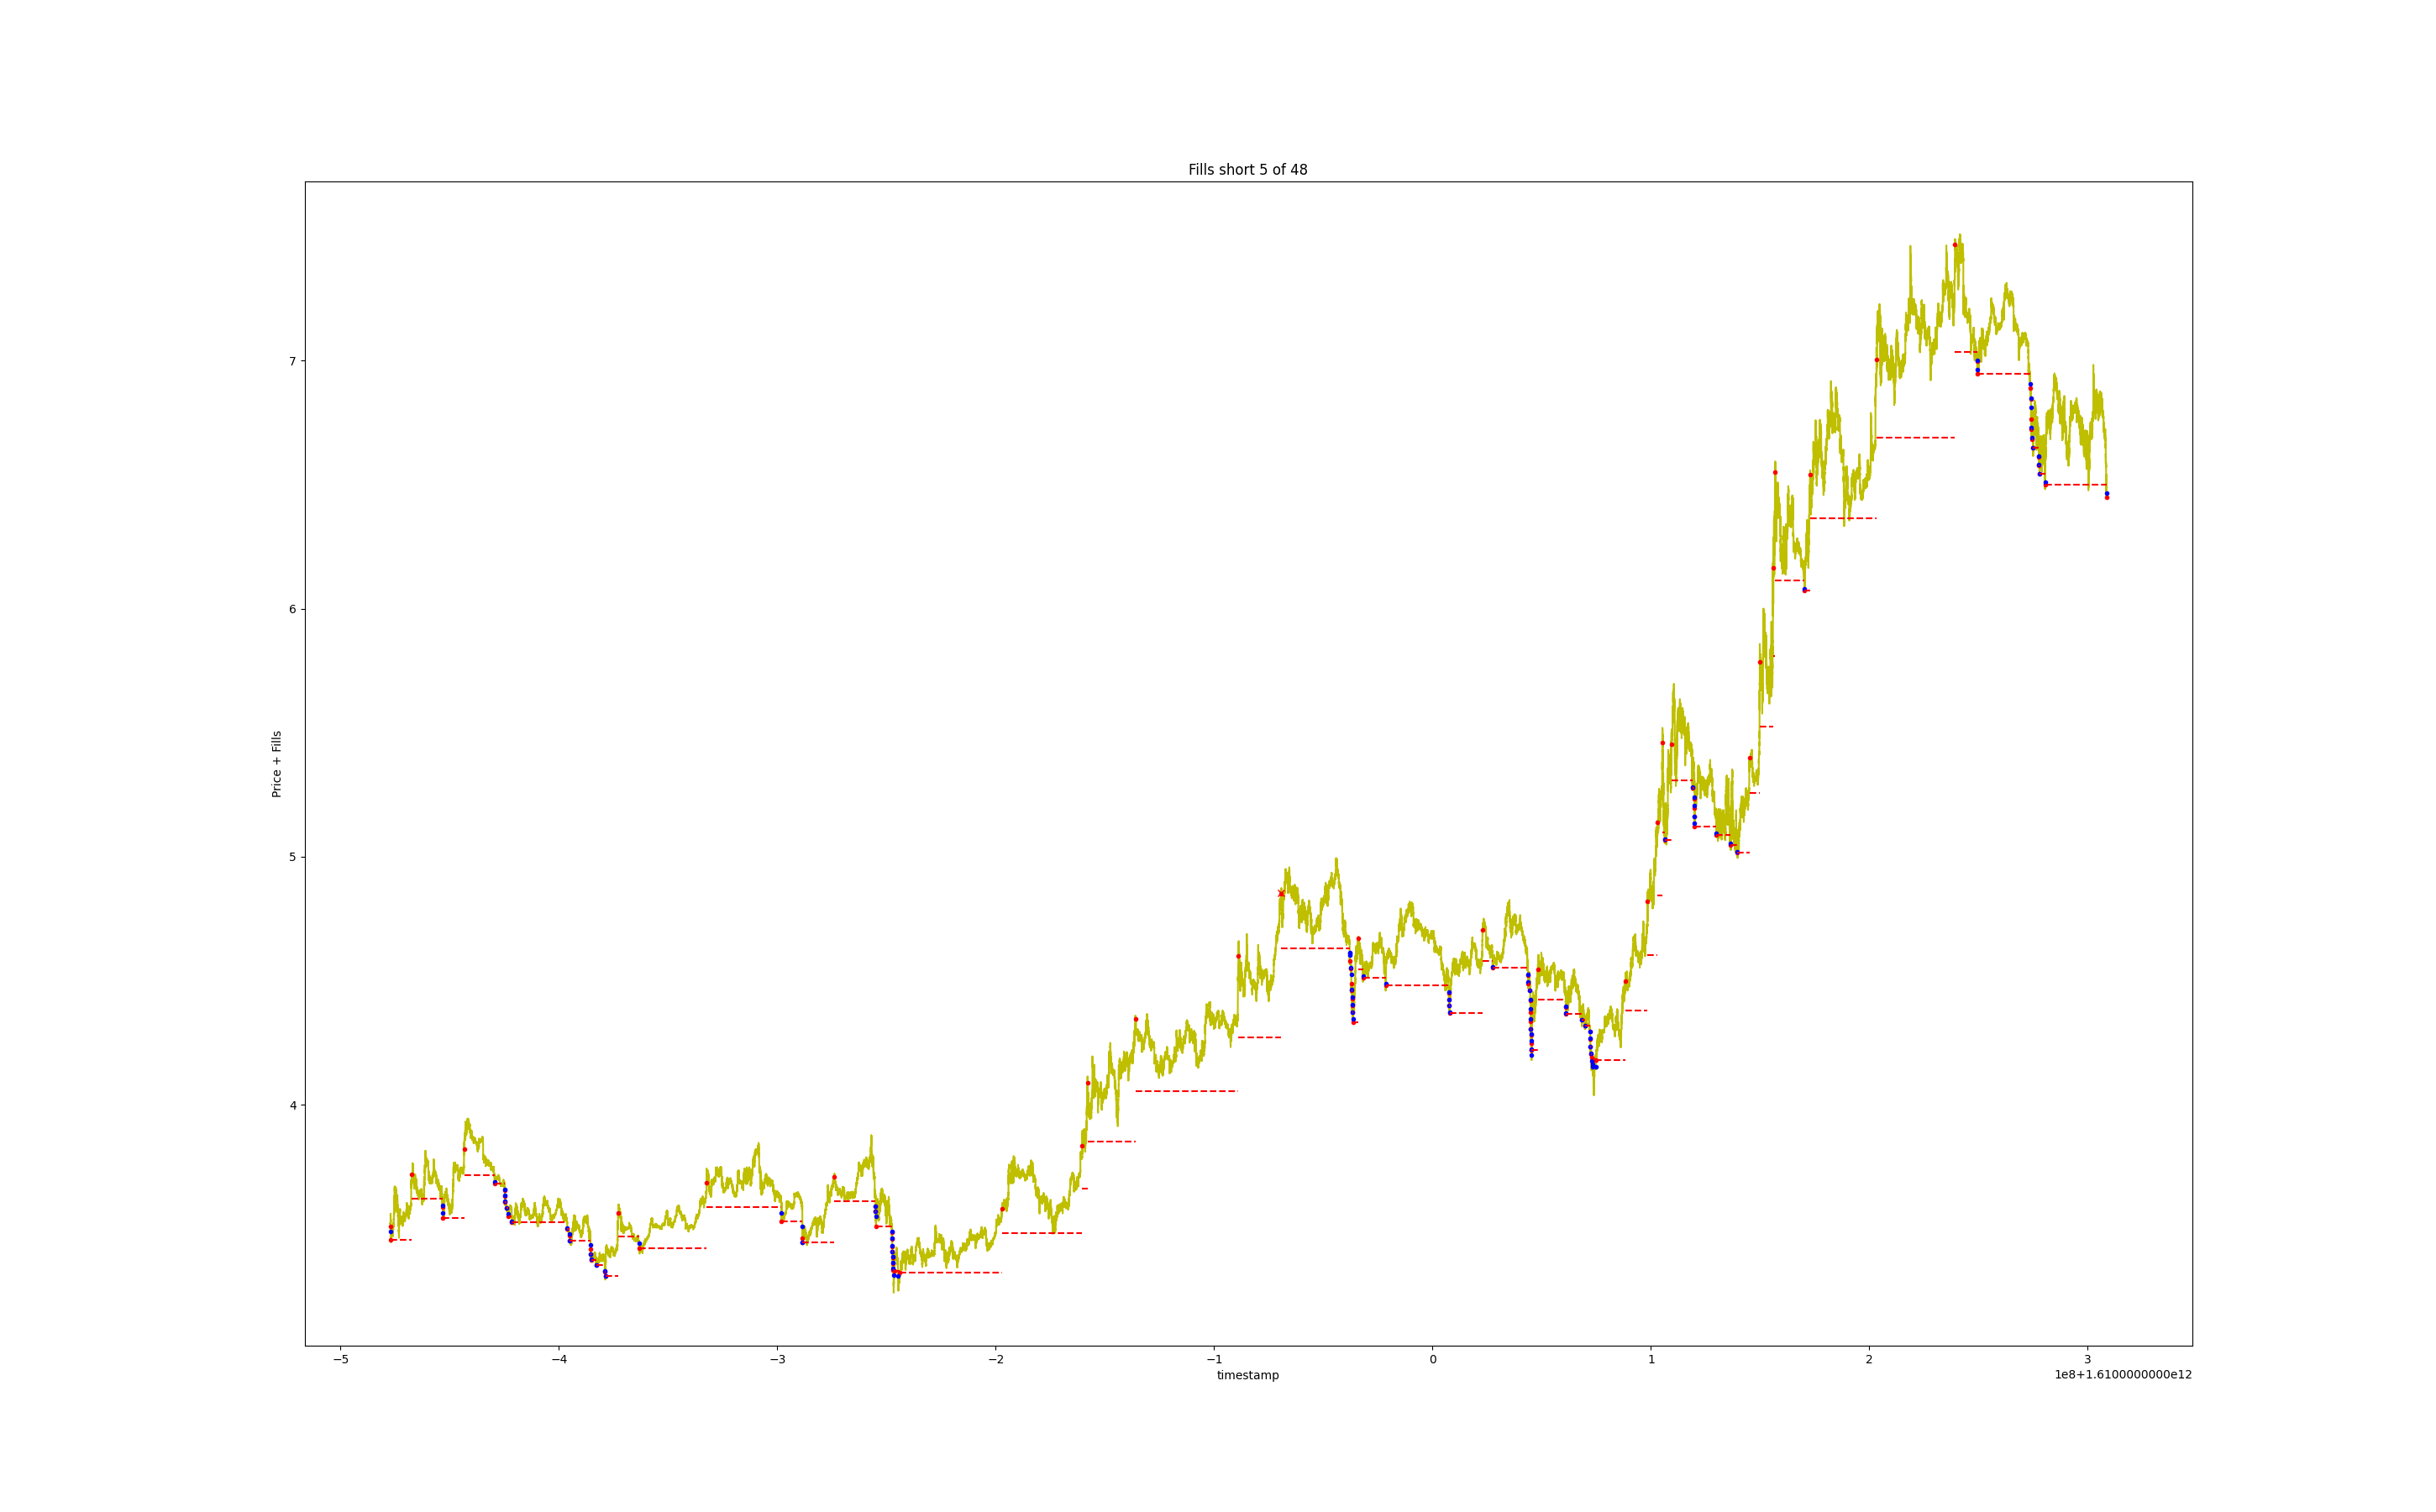 Fills short 5 of 48
Price + Fills
7
6
5
4
−5 −4 −3 −2 −1 0 1 2 3
timestamp
1e8+1.6100000000e12